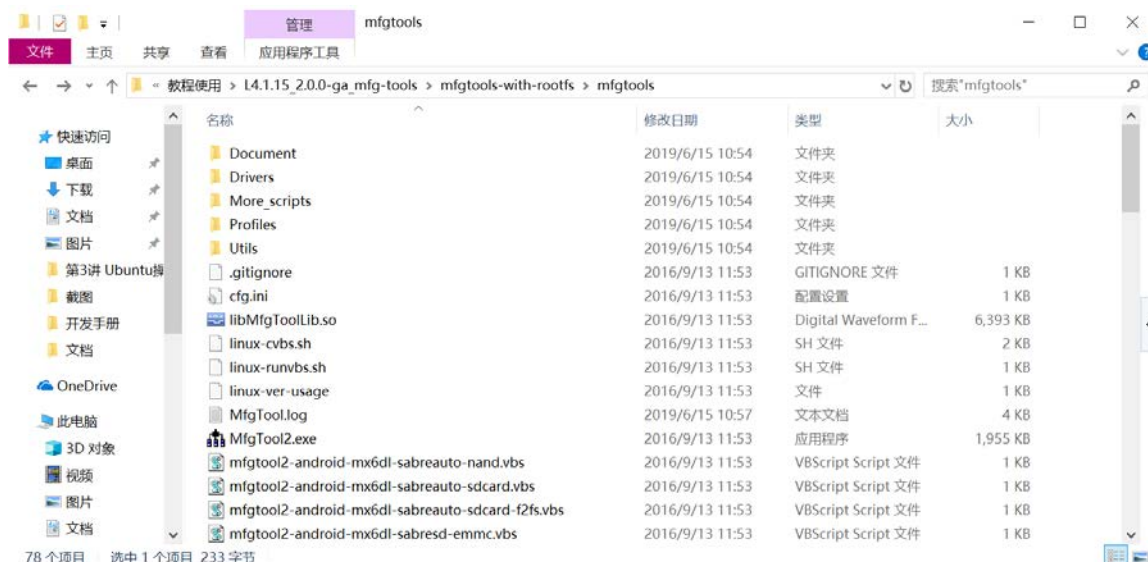 管理 mfgtools
文件 主页 共享 查看 应用程序工具
« 教程使用 > L4.1.15_2.0.0-ga_mfg-tools > mfgtools-with-rootfs > mfgtools 搜索"mfgtools"
名称 修改日期 类型 大小
快速访问
桌面
下载
文档
图片
第3讲 Ubuntu操
截图
开发手册
文档
OneDrive
此电脑
3D 对象
视频
图片
文档
Document 2019/6/15 10:54 文件夹
Drivers 2019/6/15 10:54 文件夹
More_scripts 2019/6/15 10:54 文件夹
Profiles 2019/6/15 10:54 文件夹
Utils 2019/6/15 10:54 文件夹
.gitignore 2016/9/13 11:53 GITIGNORE 文件 1 KB
cfg.ini 2016/9/13 11:53 配置设置 1 KB
libMfgToolLib.so 2016/9/13 11:53 Digital Waveform F... 6,393 KB
linux-cvbs.sh 2016/9/13 11:53 SH 文件 2 KB
linux-runvbs.sh 2016/9/13 11:53 SH 文件 1 KB
linux-ver-usage 2016/9/13 11:53 文件 1 KB
MfgTool.log 2019/6/15 10:57 文本文档 4 KB
MfgTool2.exe 2016/9/13 11:53 应用程序 1,955 KB
mfgtool2-android-mx6dl-sabreauto-nand.vbs 2016/9/13 11:53 VBScript Script 文件 1 KB
mfgtool2-android-mx6dl-sabreauto-sdcard.vbs 2016/9/13 11:53 VBScript Script 文件 1 KB
mfgtool2-android-mx6dl-sabreauto-sdcard-f2fs.vbs 2016/9/13 11:53 VBScript Script 文件 1 KB
mfgtool2-android-mx6dl-sabresd-emmc.vbs 2016/9/13 11:53 VBScript Script 文件 1 KB
78 个项目 选中 1 个项目 233 字节